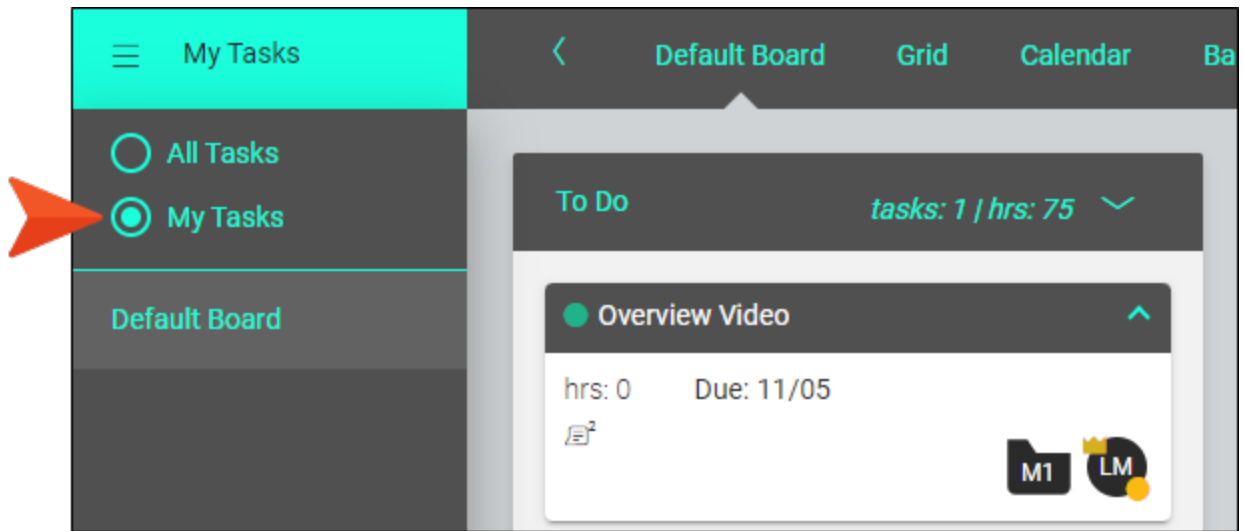 My Tasks
Default Board Grid Calendar Ba
All Tasks
My Tasks
Default Board
To Do tasks: 1 | hrs: 75
Overview Video
hrs: 0 Due: 11/05
2
M1 LM